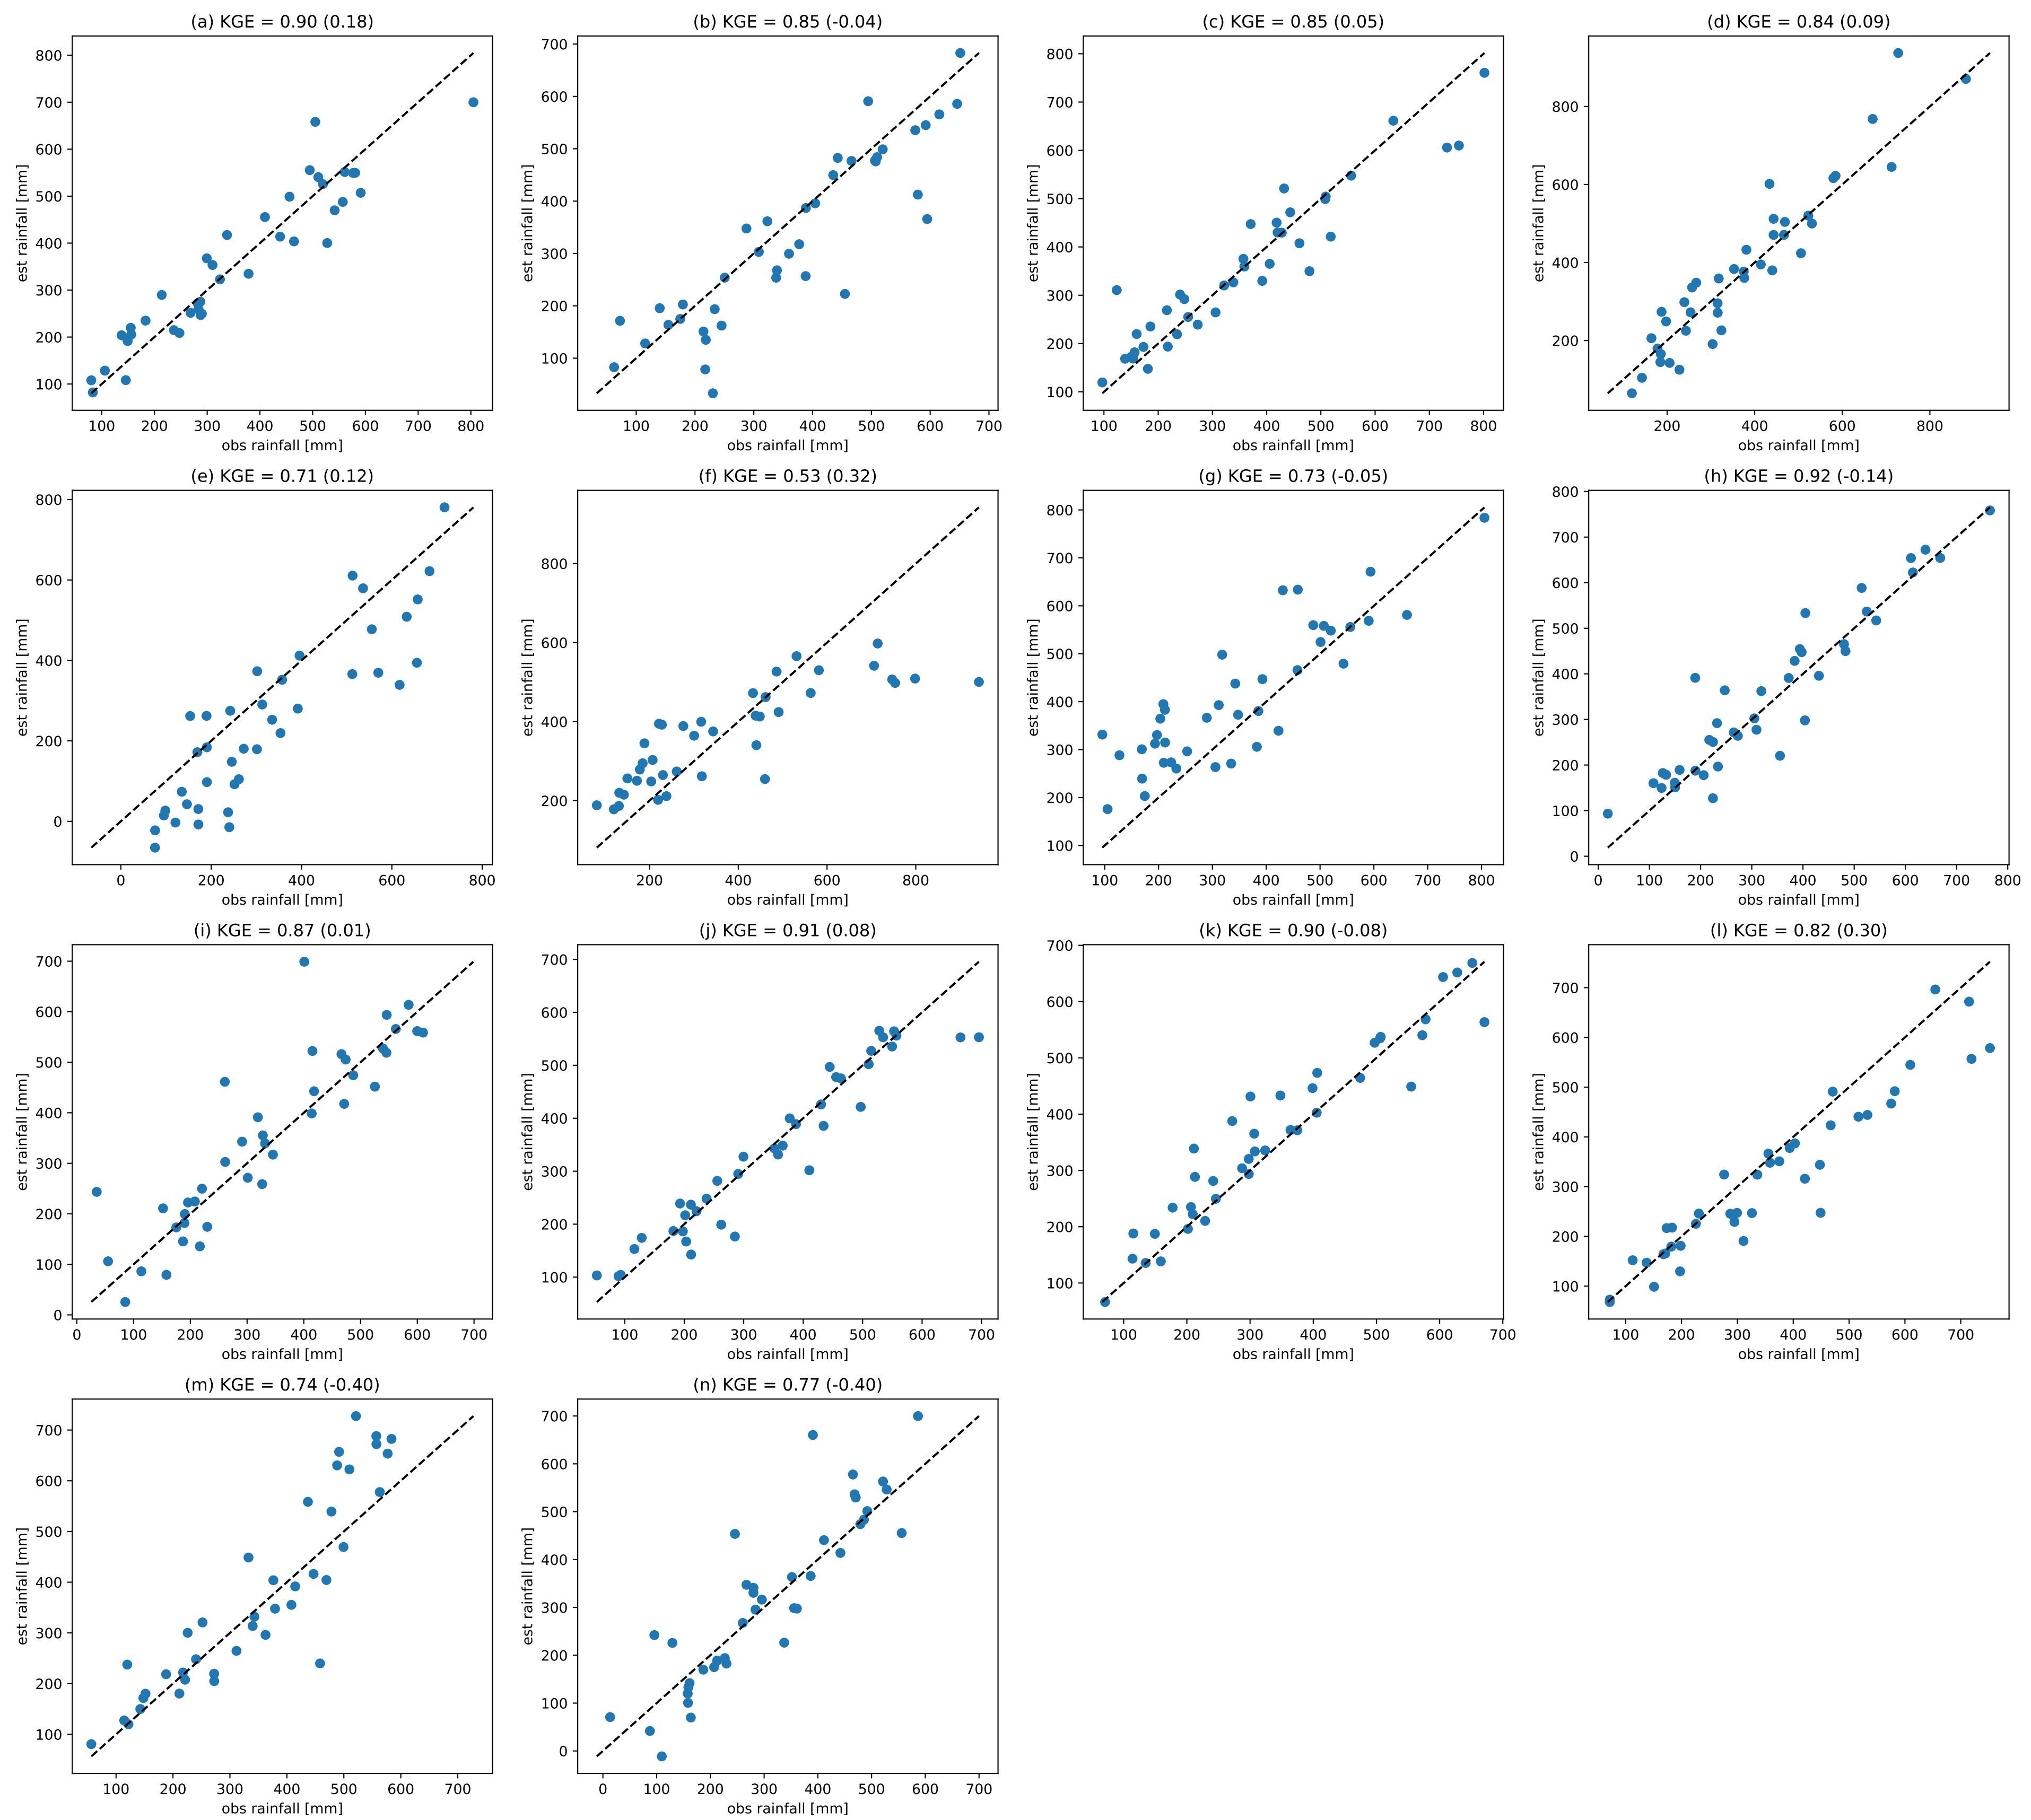 (a) KGE = 0.90 (0.18)
est rainfall [mm]
800
700
600
500
400
300
200
100
100 200 300 400 500 600 700 800
obs rainfall [mm]
(b) KGE = 0.85 (-0.04)
est rainfall [mm]
700
600
500
400
300
200
100
100 200 300 400 500 600 700
obs rainfall [mm]
(c) KGE = 0.85 (0.05)
est rainfall [mm]
800
700
600
500
400
300
200
100
100 200 300 400 500 600 700 800
obs rainfall [mm]
(d) KGE = 0.84 (0.09)
est rainfall [mm]
800
600
400
200
200 400 600 800
obs rainfall [mm]
(e) KGE = 0.71 (0.12)
est rainfall [mm]
800
600
400
200
0
0 200 400 600 800
obs rainfall [mm]
(f) KGE = 0.53 (0.32)
est rainfall [mm]
800
600
400
200
200 400 600 800
obs rainfall [mm]
(g) KGE = 0.73 (-0.05)
est rainfall [mm]
800
700
600
500
400
300
200
100
100 200 300 400 500 600 700 800
obs rainfall [mm]
(h) KGE = 0.92 (-0.14)
est rainfall [mm]
800
700
600
500
400
300
200
100
0
0 100 200 300 400 500 600 700 800
obs rainfall [mm]
(i) KGE = 0.87 (0.01)
est rainfall [mm]
700
600
500
400
300
200
100
0
0 100 200 300 400 500 600 700
obs rainfall [mm]
(j) KGE = 0.91 (0.08)
est rainfall [mm]
700
600
500
400
300
200
100
100 200 300 400 500 600 700
obs rainfall [mm]
(k) KGE = 0.90 (-0.08)
est rainfall [mm]
700
600
500
400
300
200
100
100 200 300 400 500 600 700
obs rainfall [mm]
(l) KGE = 0.82 (0.30)
est rainfall [mm]
700
600
500
400
300
200
100
100 200 300 400 500 600 700
obs rainfall [mm]
(m) KGE = 0.74 (-0.40)
est rainfall [mm]
700
600
500
400
300
200
100
100 200 300 400 500 600 700
obs rainfall [mm]
(n) KGE = 0.77 (-0.40)
est rainfall [mm]
700
600
500
400
300
200
100
0
0 100 200 300 400 500 600 700
obs rainfall [mm]